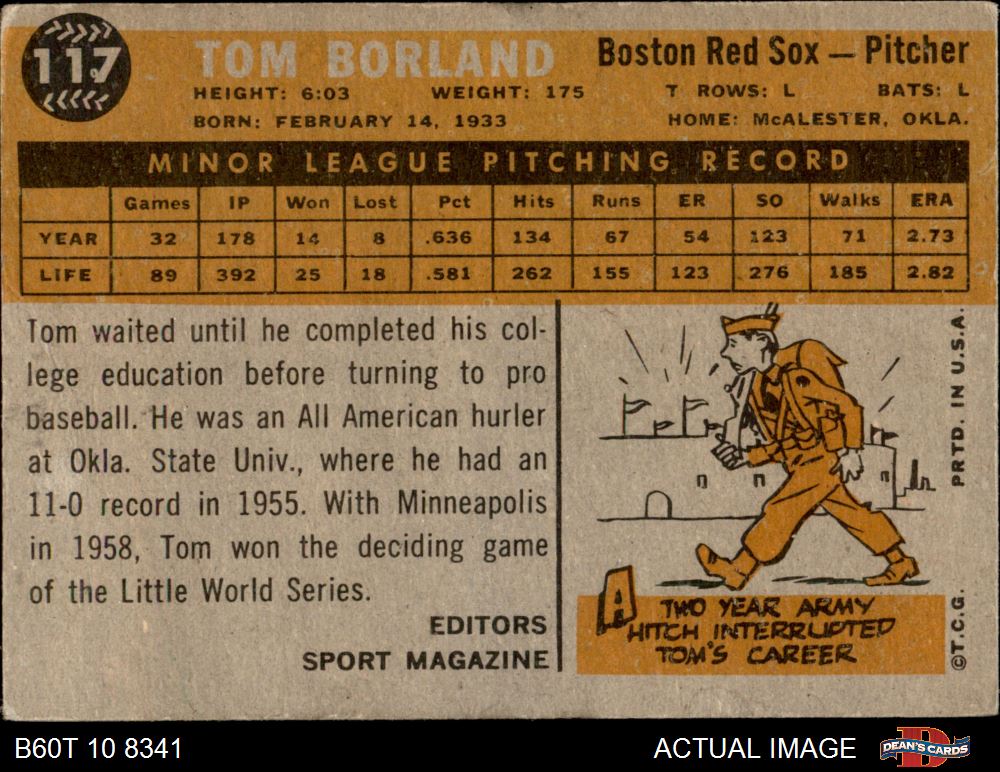 117
TOM BORLAND
Boston Red Sox — Pitcher
HEIGHT: 6:03 WEIGHT: 175 T ROWS: L BATS: L
BORN: FEBRUARY 14, 1933 HOME: McALESTER, OKLA.
MINOR LEAGUE PITCHING RECORD
Games IP Won Lost Pct Hits Runs ER SO Walks ERA
YEAR 32 178 14 8 .636 134 67 54 123 71 2.73
LIFE 89 392 25 18 .581 262 155 123 276 185 2.82
Tom waited until he completed his col-
lege education before turning to pro
baseball. He was an All American hurler
at Okla. State Univ., where he had an
11-0 record in 1955. With Minneapolis
in 1958, Tom won the deciding game
of the Little World Series.
EDITORS
SPORT MAGAZINE
A TWO YEAR ARMY
HITCH INTERRUPTED
TOM'S CAREER
©T.C.G. PRTD. IN U.S.A.
B60T 10 8341
ACTUAL IMAGE
D
DEAN'S CARDS